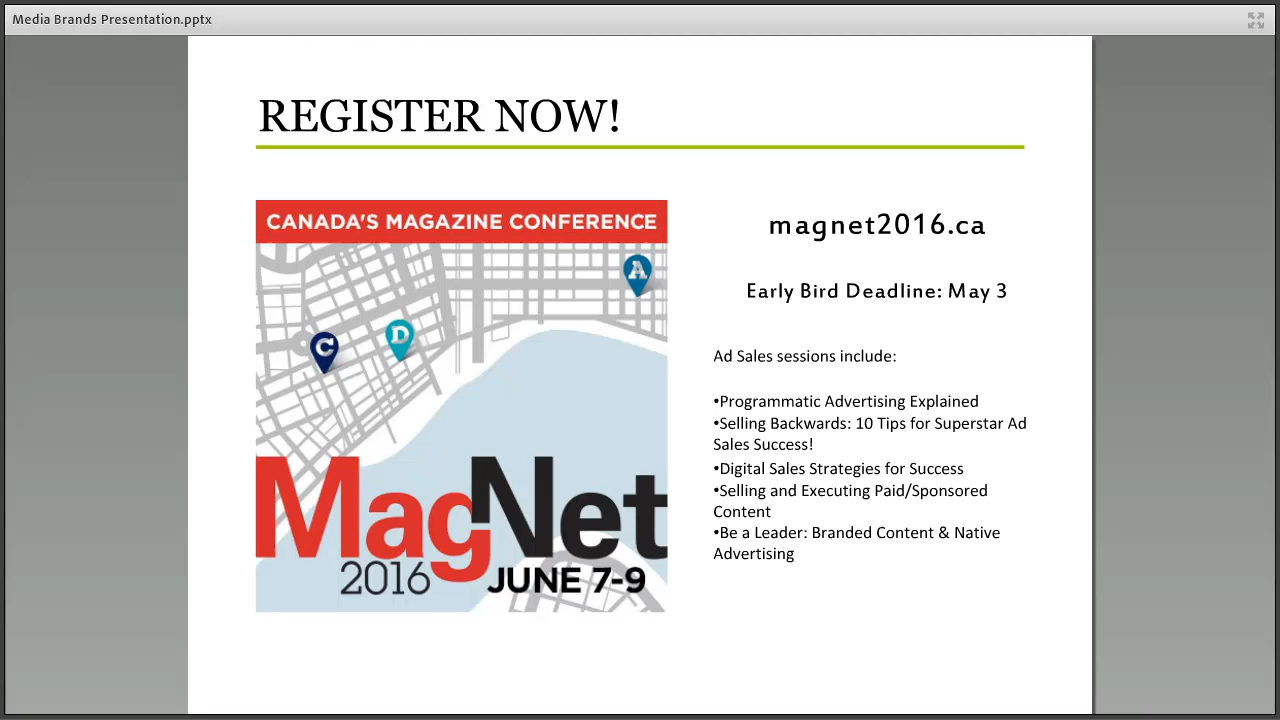 Media Brands Presentation.pptx
REGISTER NOW!
CANADA'S MAGAZINE CONFERENCE
A
C
D
MagNet
2016 JUNE 7-9
magnet2016.ca
Early Bird Deadline: May 3
Ad Sales sessions include:
•Programmatic Advertising Explained
•Selling Backwards: 10 Tips for Superstar Ad
Sales Success!
•Digital Sales Strategies for Success
•Selling and Executing Paid/Sponsored
Content
•Be a Leader: Branded Content & Native
Advertising